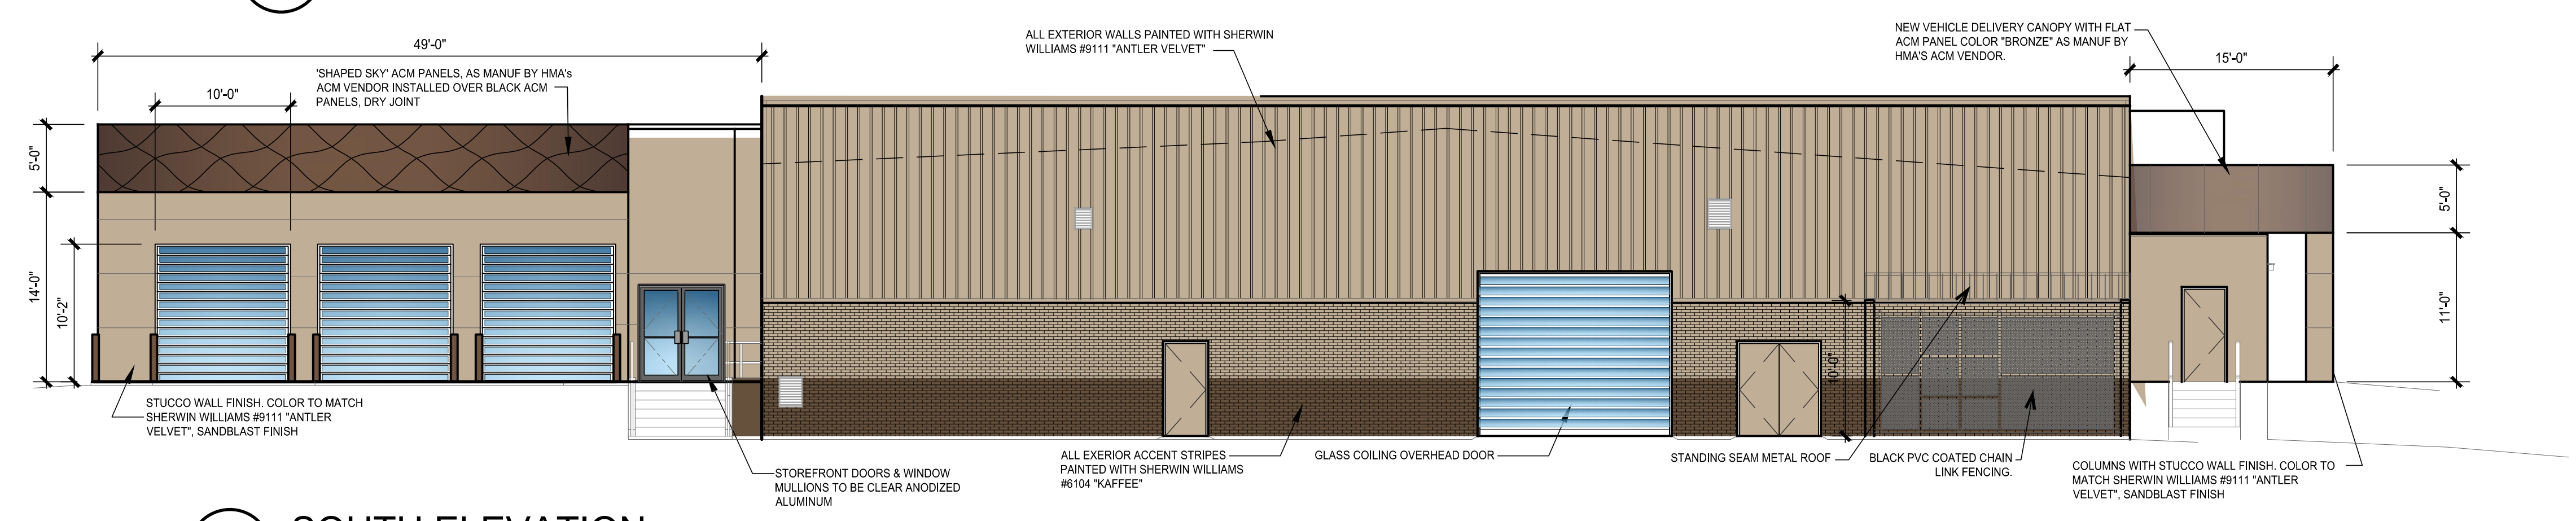 49'-0"
'SHAPED SKY' ACM PANELS, AS MANUF BY HMA's
ACM VENDOR INSTALLED OVER BLACK ACM
PANELS, DRY JOINT
10'-0"
ALL EXTERIOR WALLS PAINTED WITH SHERWIN
WILLIAMS #9111 "ANTLER VELVET"
NEW VEHICLE DELIVERY CANOPY WITH FLAT
ACM PANEL COLOR "BRONZE" AS MANUF BY
HMA'S ACM VENDOR.
15'-0"
5'-0"
14'-0"
10'-2"
5'-0"
11'-0"
10'-0"
STUCCO WALL FINISH. COLOR TO MATCH
SHERWIN WILLIAMS #9111 "ANTLER
VELVET", SANDBLAST FINISH
STOREFRONT DOORS & WINDOW
MULLIONS TO BE CLEAR ANODIZED
ALUMINUM
ALL EXERIOR ACCENT STRIPES
PAINTED WITH SHERWIN WILLIAMS
#6104 "KAFFEE"
GLASS COILING OVERHEAD DOOR
STANDING SEAM METAL ROOF
BLACK PVC COATED CHAIN
LINK FENCING.
COLUMNS WITH STUCCO WALL FINISH. COLOR TO
MATCH SHERWIN WILLIAMS #9111 "ANTLER
VELVET", SANDBLAST FINISH
SOUTH ELEVATION